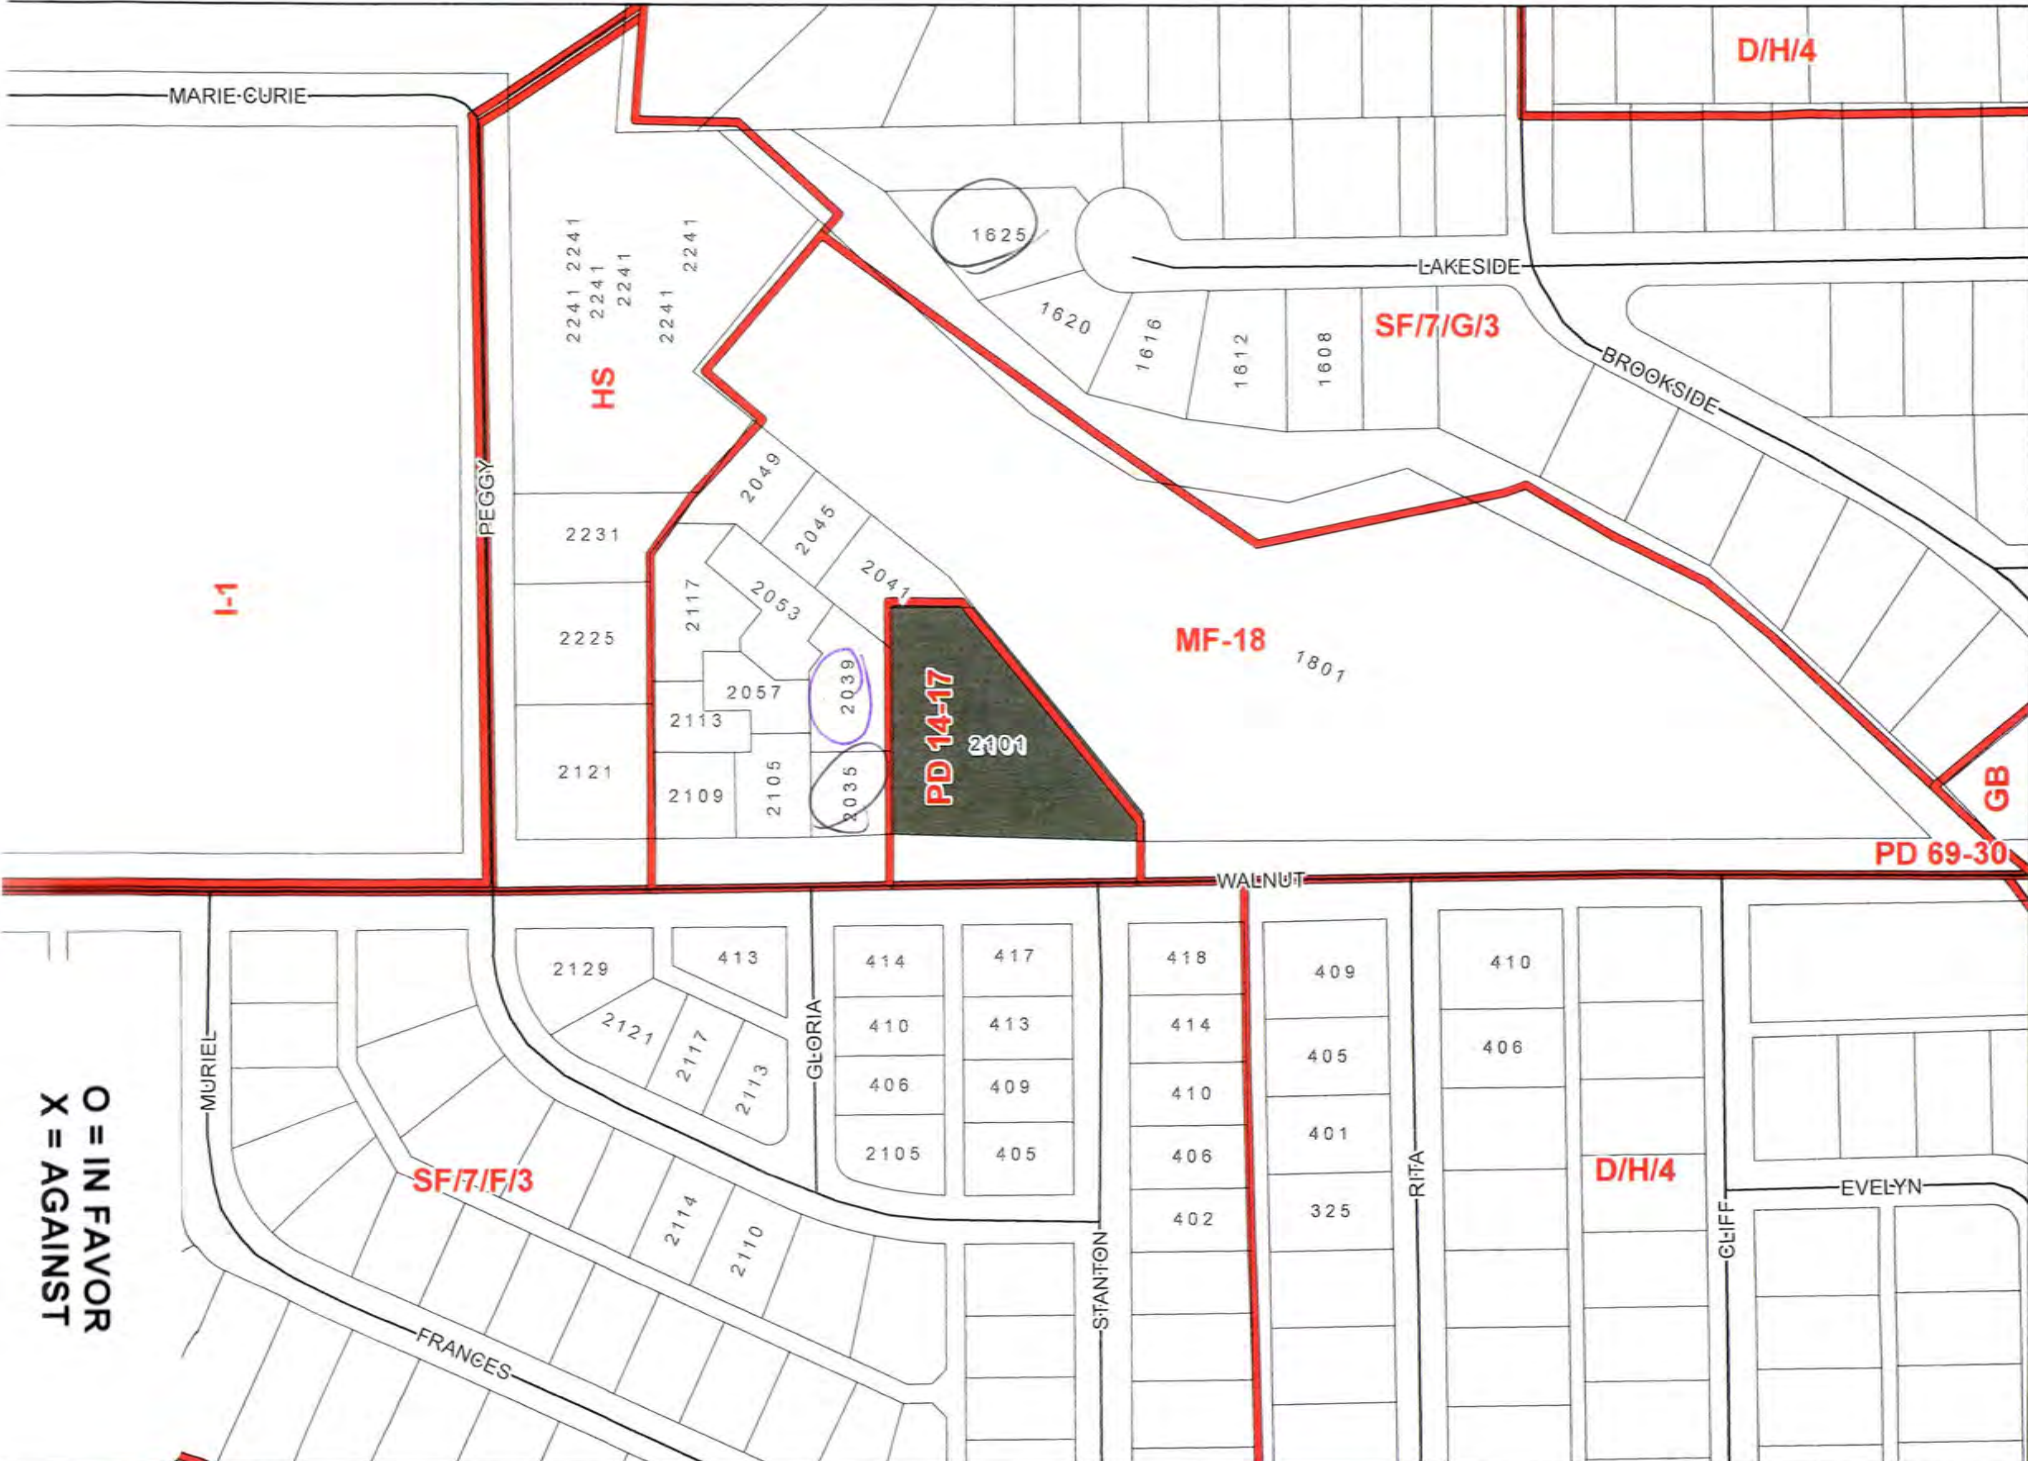 D/H/4
MARIE-CURIE
1625
2241
2241
2241
2241
2241
2241
LAKESIDE
1620
1616
1612
1608
SF/7/G/3
BROOKSIDE
HS
PEGGY
2049
2045
2041
2231
2117
2053
I-1
2225
MF-18
1801
2039
2057
2113
PD 14-17
2101
2121
2109
2105
2035
GB
PD 69-30
WALNUT
2129
413
414
417
418
409
410
2121
2117
2113
GLORIA
410
413
414
405
406
MURIEL
406
409
410
401
2105
405
406
RITA
D/H/4
EVELYN
SF/7/F/3
2114
2110
402
325
CLIFF
STANTON
FRANCES
O = IN FAVOR
X = AGAINST